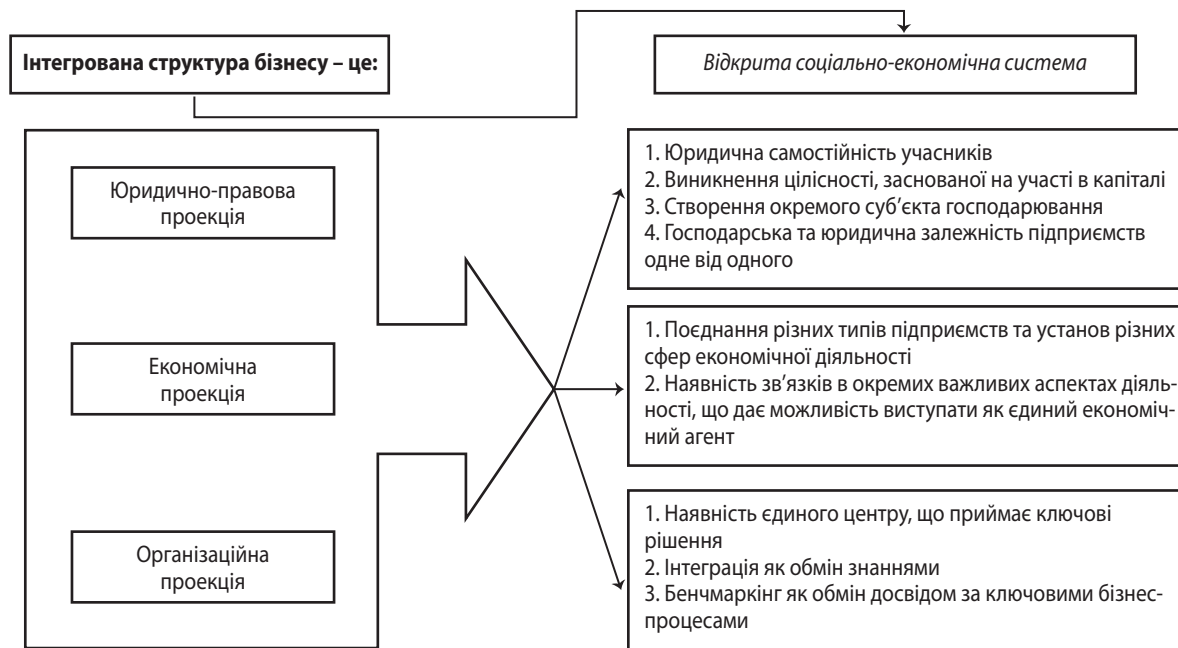 Інтегрована структура бізнесу – це:
Відкрита соціально-економічна система
Юридично-правова
проекція
1. Юридична самостійність учасників
2. Виникнення цілісності, заснованої на участі в капіталі
3. Створення окремого суб’єкта господарювання
4. Господарська та юридична залежність підприємств
одне від одного
Економічна
проекція
1. Поєднання різних типів підприємств та установ різних
сфер економічної діяльності
2. Наявність зв’язків в окремих важливих аспектах діяль-
ності, що дає можливість виступати як єдиний економіч-
ний агент
Організаційна
проекція
1. Наявність єдиного центру, що приймає ключові
рішення
2. Інтеграція як обмін знаннями
3. Бенчмаркінг як обмін досвідом за ключовими бізнес-
процесами